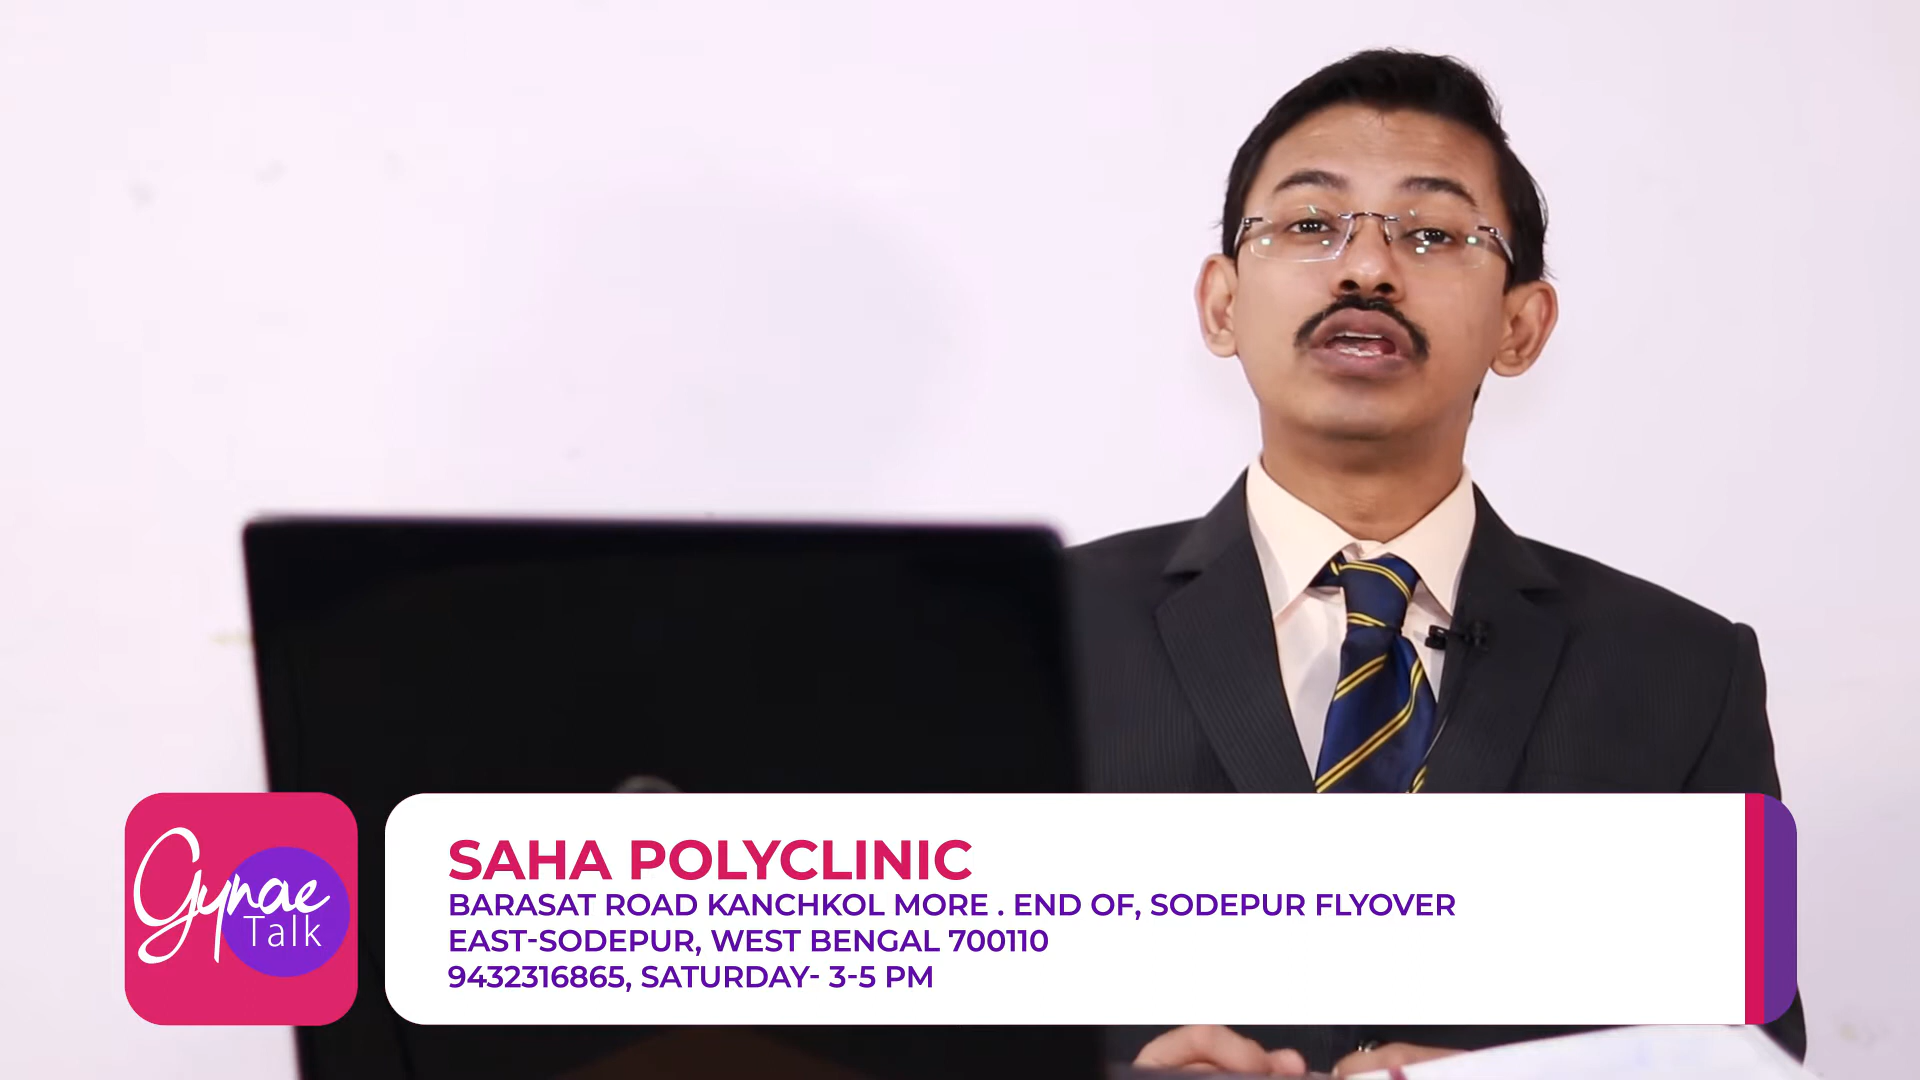 Gynae
Talk
SAHA POLYCLINIC
BARASAT ROAD KANCHKOL MORE . END OF, SODEPUR FLYOVER
EAST-SODEPUR, WEST BENGAL 700110
9432316865, SATURDAY- 3-5 PM